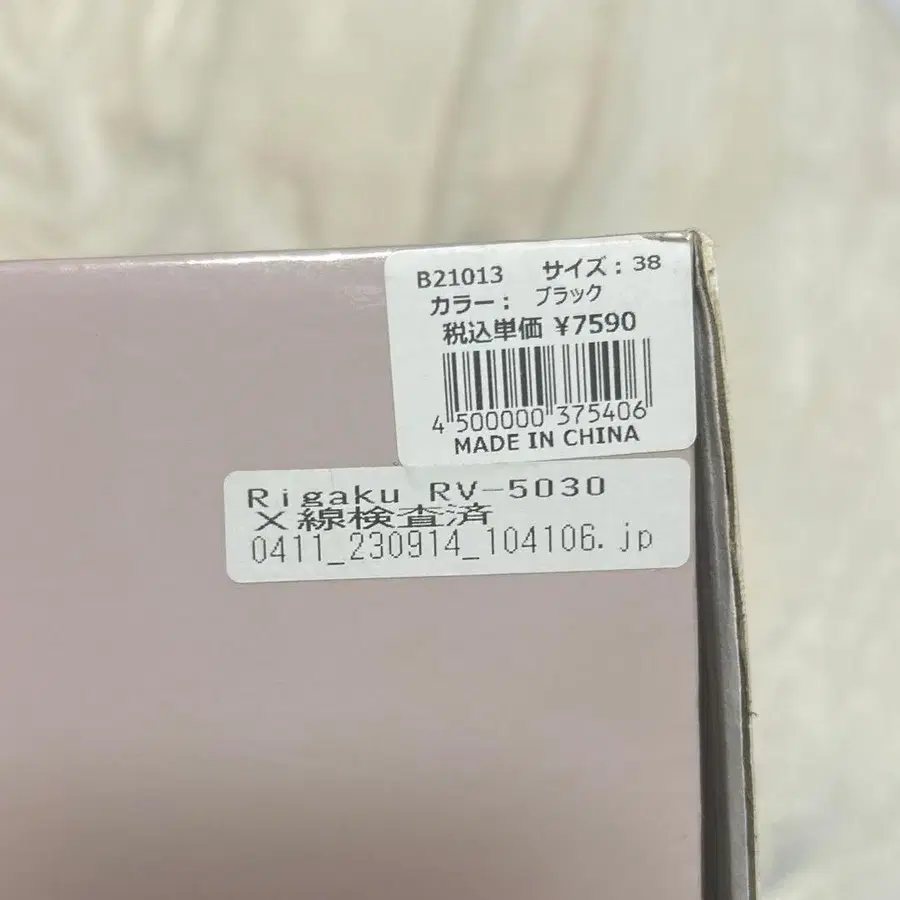 B21013 サイズ：38
カラー： ブラック
税込単価 ¥7590
4 500000 375406
MADE IN CHINA
Rigaku RV-5030
X線検査済
0411_230914_104106.jp